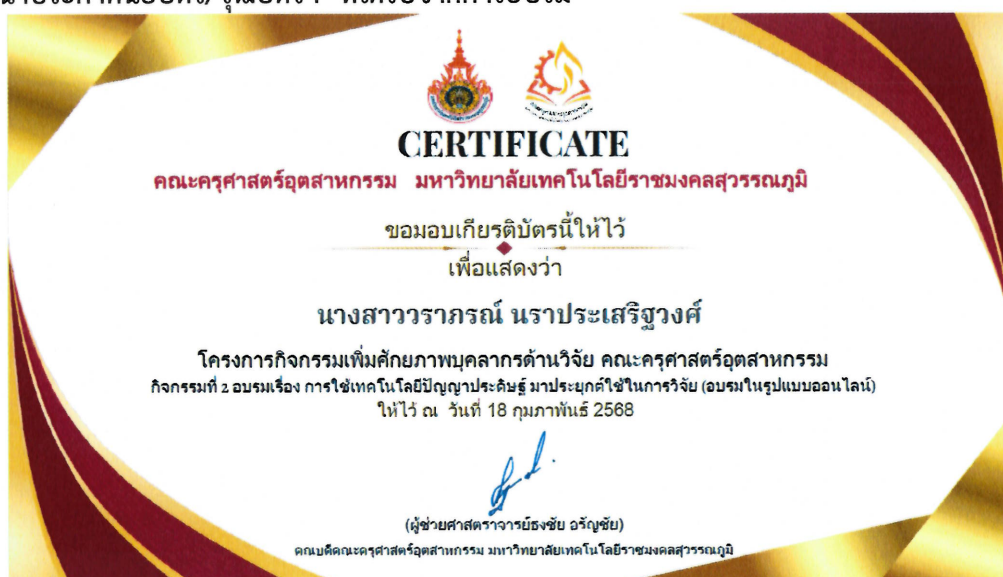 CERTIFICATE
คณะครุศาสตร์อุตสาหกรรม มหาวิทยาลัยเทคโนโลยีราชมงคลสุวรรณภูมิ
ขอมอบเกียรติบัตรนี้ให้ไว้
เพื่อแสดงว่า
นางสาววราภรณ์ นราประเสริฐวงศ์
โครงการกิจกรรมเพิ่มศักยภาพบุคลากรด้านวิจัย คณะครุศาสตร์อุตสาหกรรม
กิจกรรมที่ 2 อบรมเรื่อง การใช้เทคโนโลยีปัญญาประดิษฐ์ มาประยุกต์ใช้ในการวิจัย (อบรมในรูปแบบออนไลน์)
ให้ไว้ ณ วันที่ 18 กุมภาพันธ์ 2568
(ผู้ช่วยศาสตราจารย์ธงชัย อรัญชัย)
คณบดีคณะครุศาสตร์อุตสาหกรรม มหาวิทยาลัยเทคโนโลยีราชมงคลสุวรรณภูมิ